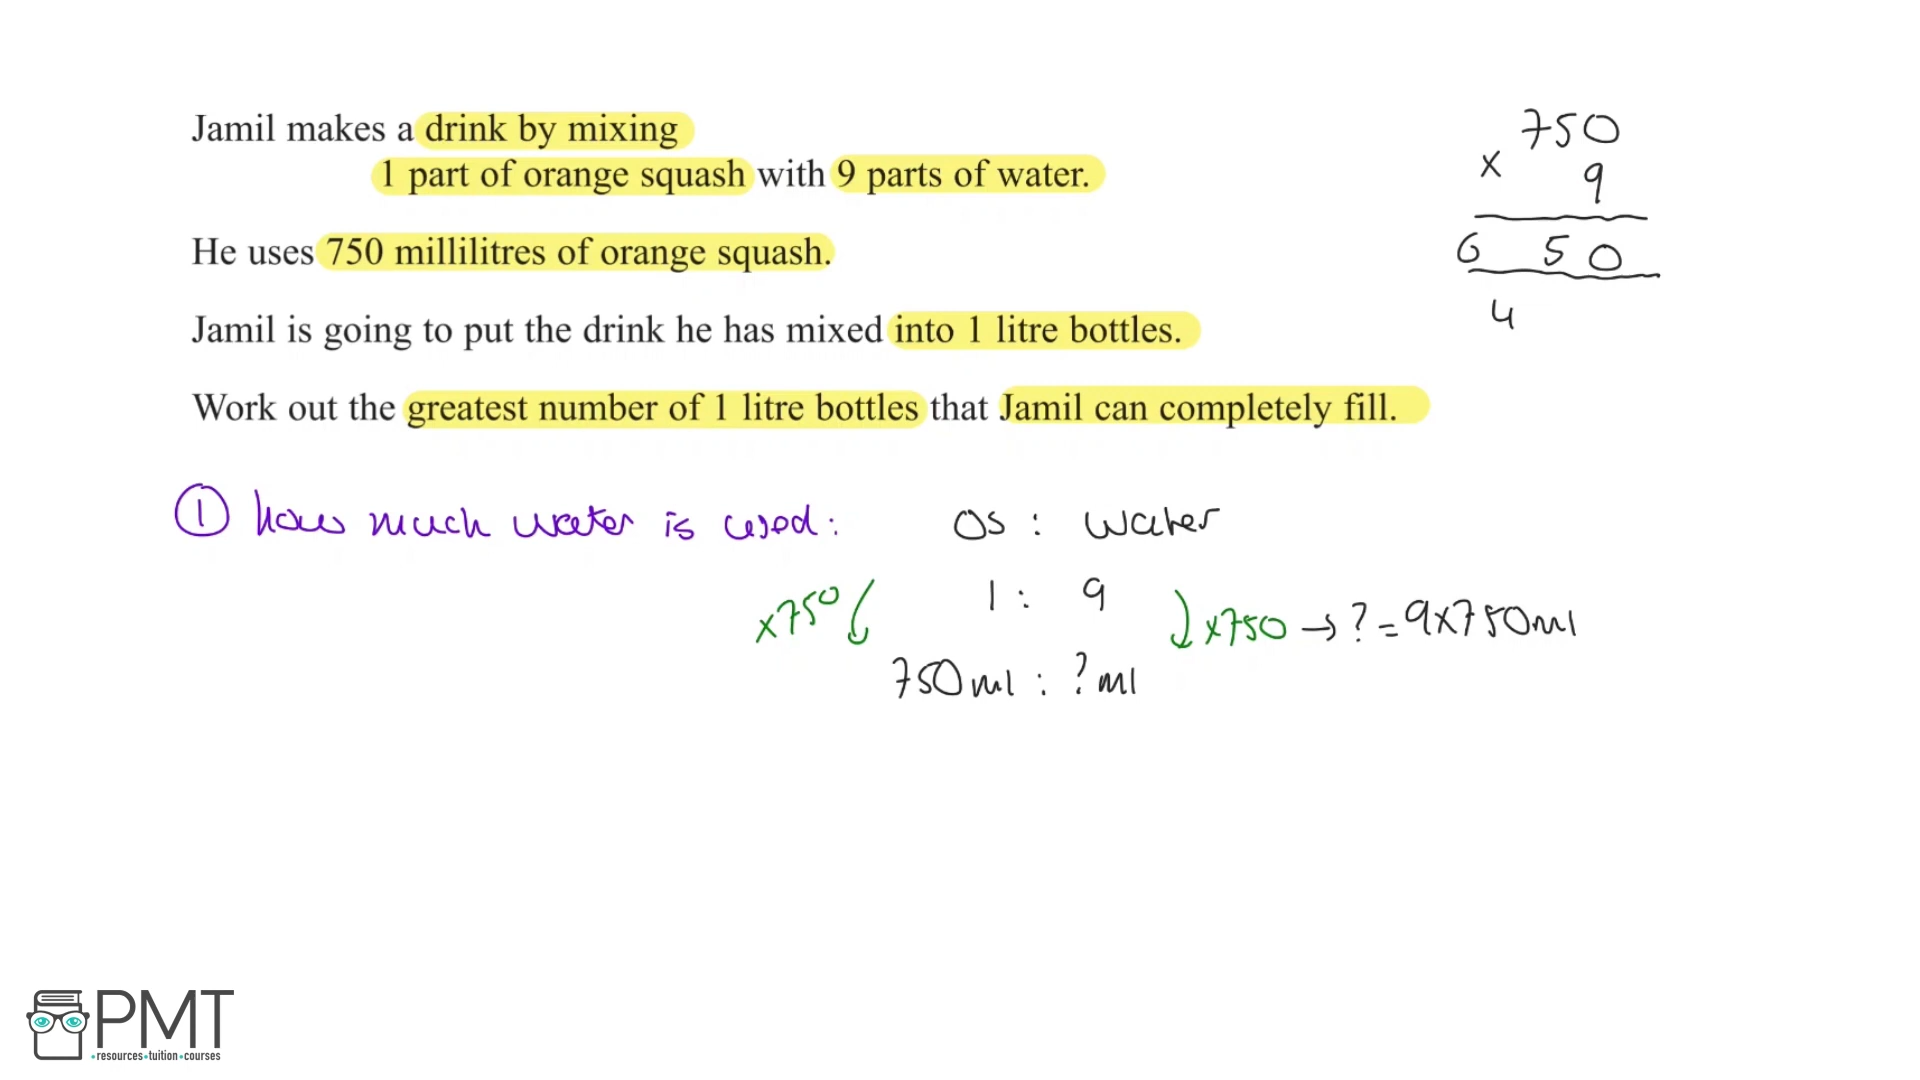 Jamil makes a drink by mixing
1 part of orange squash with 9 parts of water.
He uses 750 millilitres of orange squash.
Jamil is going to put the drink he has mixed into 1 litre bottles.
Work out the greatest number of 1 litre bottles that Jamil can completely fill.
750
x 9
6 50
4
① how much water is used: OS : water
1 : 9
x750 x750 → ? = 9x750ml
750ml : ?ml
PMT
•resources•tuition•courses